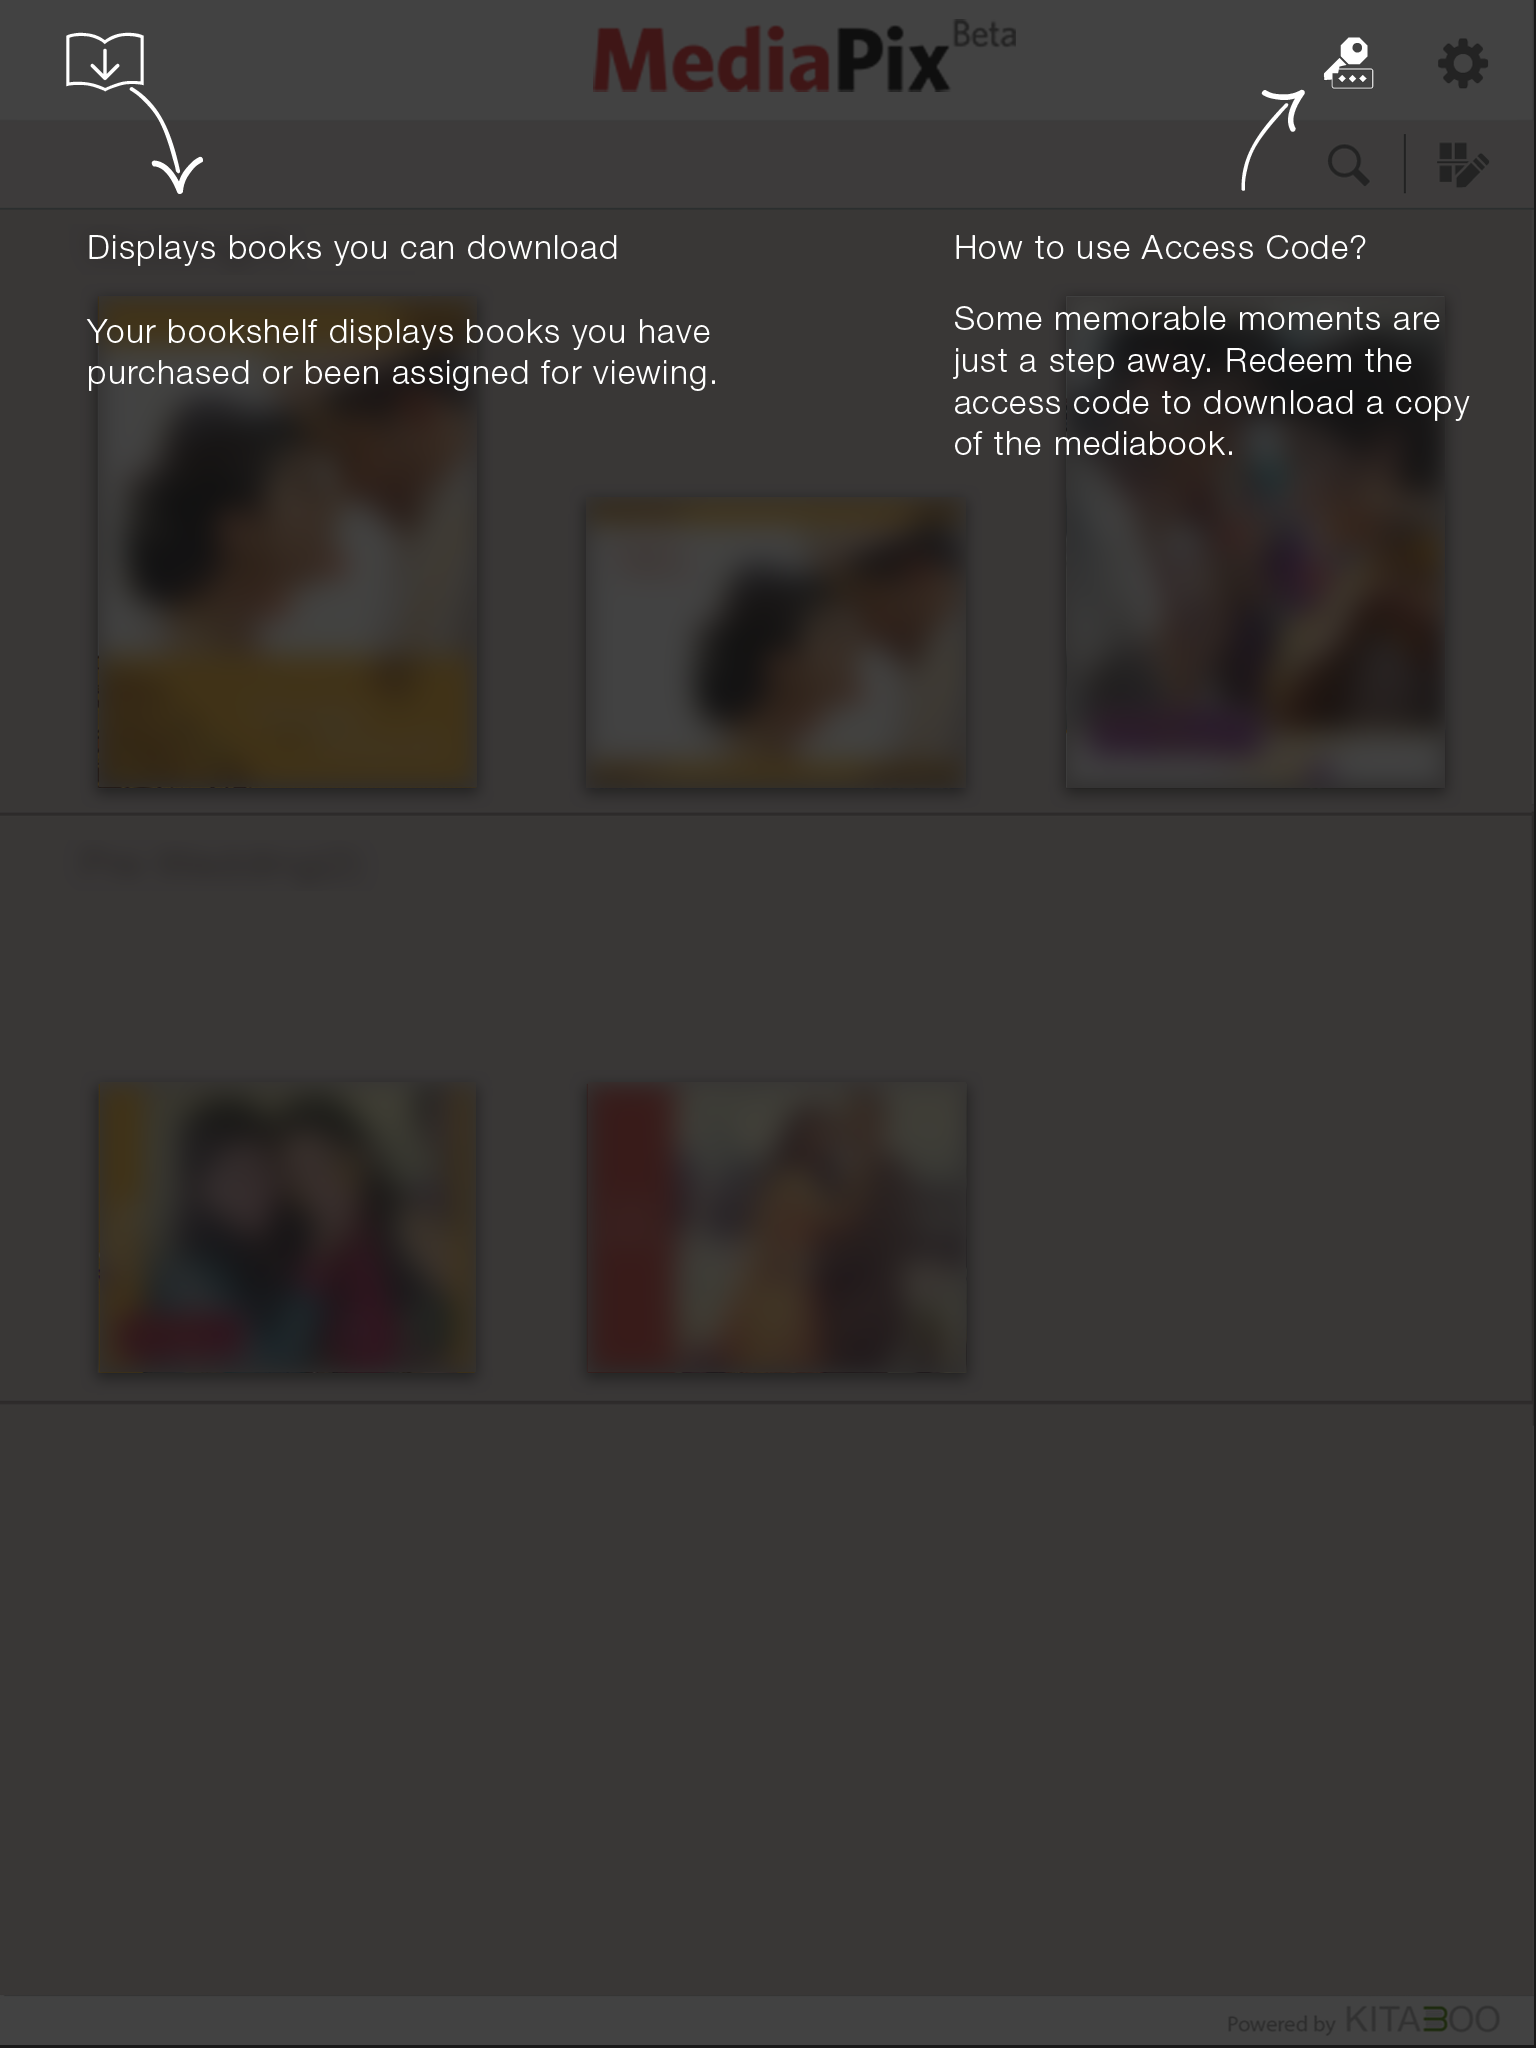 MediaPix Beta
Displays books you can download
Your bookshelf displays books you have
purchased or been assigned for viewing.
How to use Access Code?
Some memorable moments are
just a step away. Redeem the
access code to download a copy
of the mediabook.
Powered by KITABOO